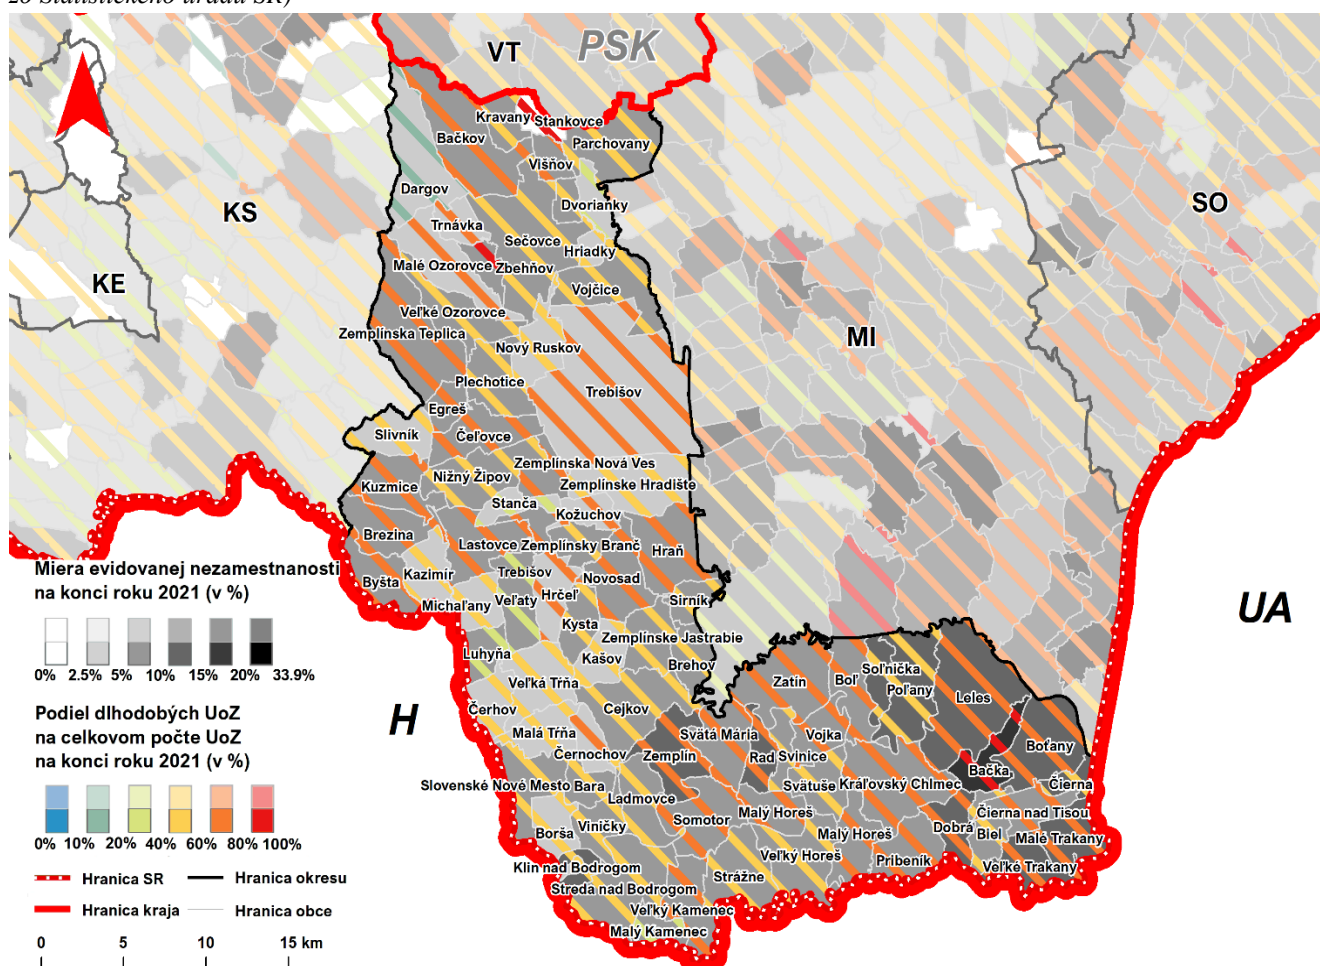 28 Štatistického úradu SR)
VT
PSK
Kravany
Stankovce
Bačkov
Parchovany
Višňov
Dargov
Dvorianky
KS
SO
Trnávka
Sečovce
Hriadky
Malé Ozorovce
Zbehňov
KE
Vojčice
Veľké Ozorovce
Zemplínska Teplica
MI
Nový Ruskov
Plechotice
Trebišov
Egreš
Slivník
Čeľovce
Zemplínska Nová Ves
Nižný Žipov
Kuzmice
Zemplínske Hradište
Stanča
Kožuchov
Brezina
Lastovce
Zemplínsky Branč
Hraň
Miera evidovanej nezamestnanosti
na konci roku 2021 (v %)
Byšta
Kazimír
Trebišov
Novosad
Michaľany
Veľaty
Hrčeľ
Sirník
UA
Kysta
Zemplínske Jastrabie
0% 2.5% 5% 10% 15% 20% 33.9%
Luhyňa
Kašov
Brehov
Soľnička
Zatín
Boľ
Poľany
Leles
Veľká Tŕňa
Podiel dlhodobých UoZ
na celkovom počte UoZ
na konci roku 2021 (v %)
H
Čerhov
Cejkov
Malá Tŕňa
Svätá Mária
Vojka
Boťany
Černochov
Zemplín
Rad
Svinice
Bačka
Slovenské Nové Mesto
Bara
Svätuše
Kráľovský Chlmec
Čierna
Ladmovce
Somotor
Malý Horeš
Čierna nad Tisou
Borša
Viničky
Malý Horeš
Dobrá
Biel
Malé Trakany
0% 10% 20% 40% 60% 80% 100%
Veľký Horeš
Pribeník
Klin nad Bodrogom
Strážne
Veľké Trakany
Hranica SR
Hranica okresu
Streda nad Bodrogom
Hranica kraja
Hranica obce
Veľký Kamenec
Malý Kamenec
0 5 10 15 km